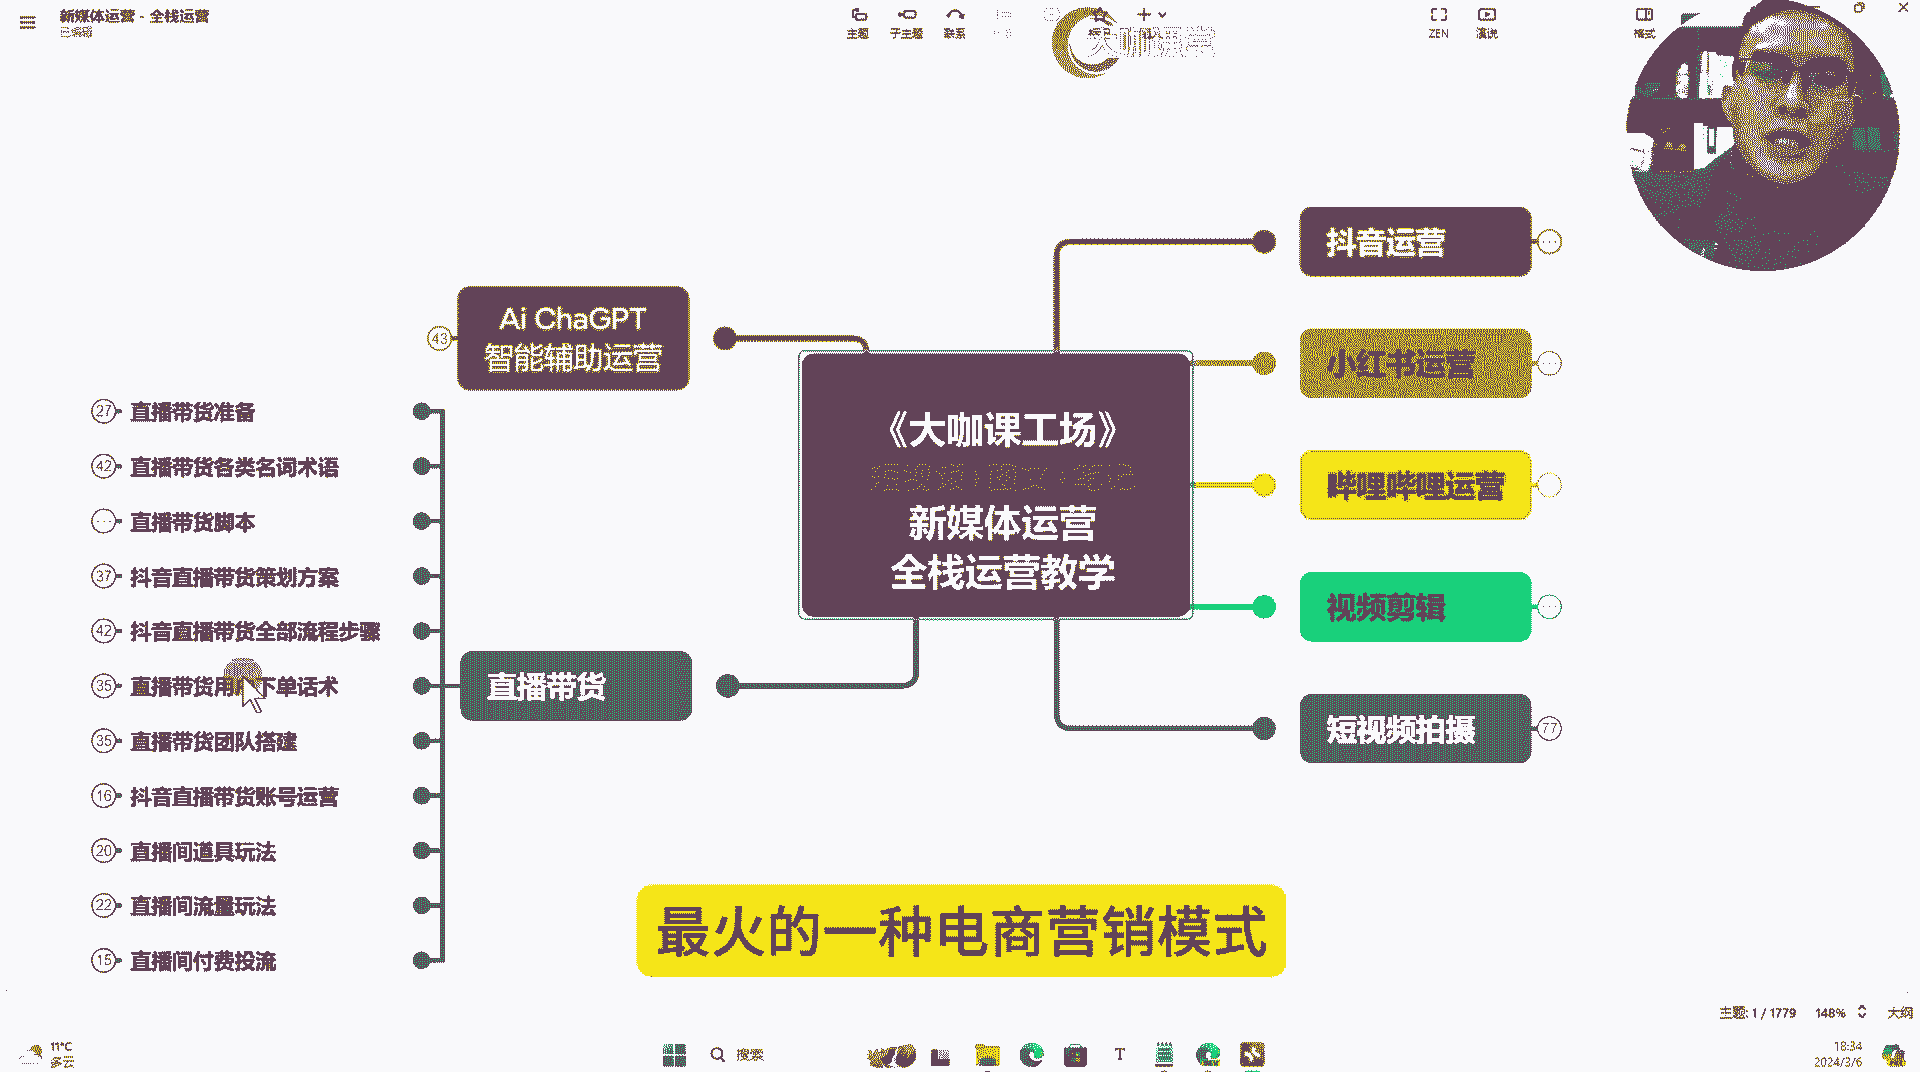 新媒体运营 - 全栈运营
已编辑
主题
子主题
联系
ZEN
演说
格式
大咖课堂
抖音运营
小红书运营
哔哩哔哩运营
视频剪辑
短视频拍摄
77
Ai ChaGPT
智能辅助运营
43
《大咖课工场》
新媒体运营
全栈运营教学
直播带货
27 直播带货准备
42 直播带货各类名词术语
直播带货脚本
37 抖音直播带货策划方案
42 抖音直播带货全部流程步骤
35 直播带货用 下单话术
35 直播带货团队搭建
16 抖音直播带货账号运营
20 直播间道具玩法
22 直播间流量玩法
15 直播间付费投流
最火的一种电商营销模式
主题: 1 / 1779
148%
大纲
11°C
多云
搜索
18:34
2024/3/6